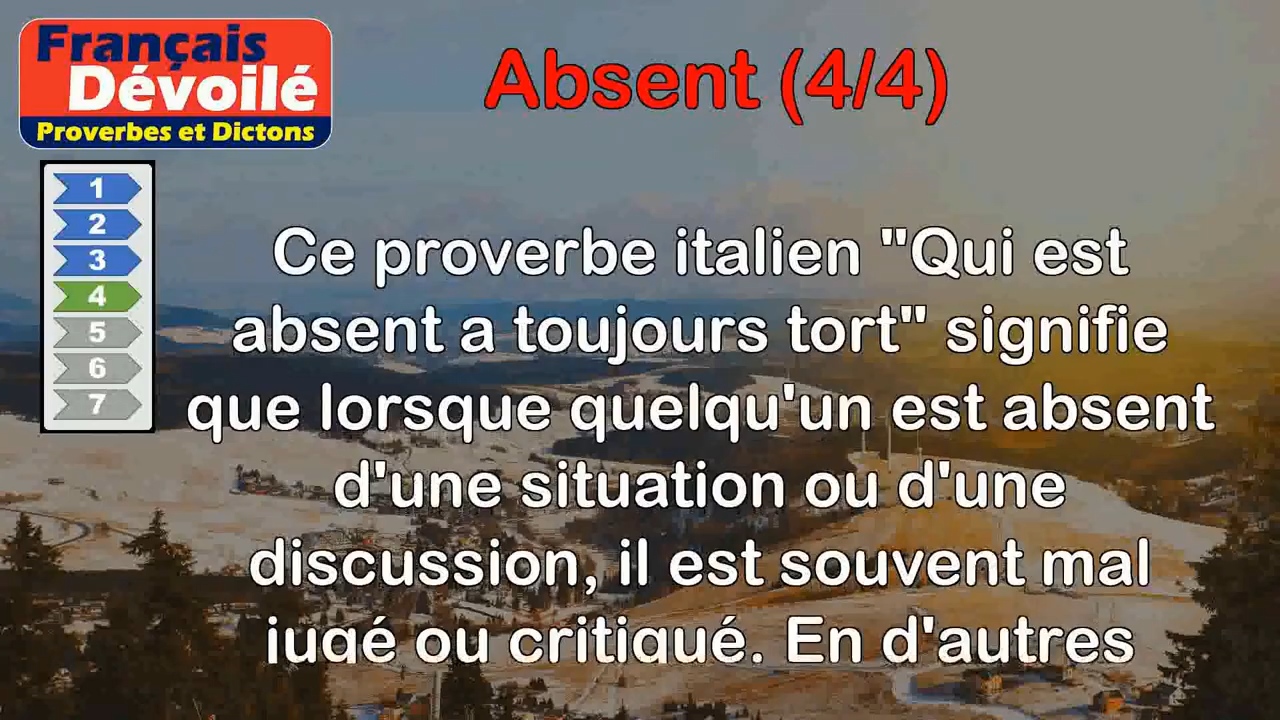 Français
Dévoilé
Proverbes et Dictons
Absent (4/4)
1
2
3
4
5
6
7
Ce proverbe italien "Qui est
absent a toujours tort" signifie
que lorsque quelqu'un est absent
d'une situation ou d'une
discussion, il est souvent mal
jugé ou critiqué. En d'autres